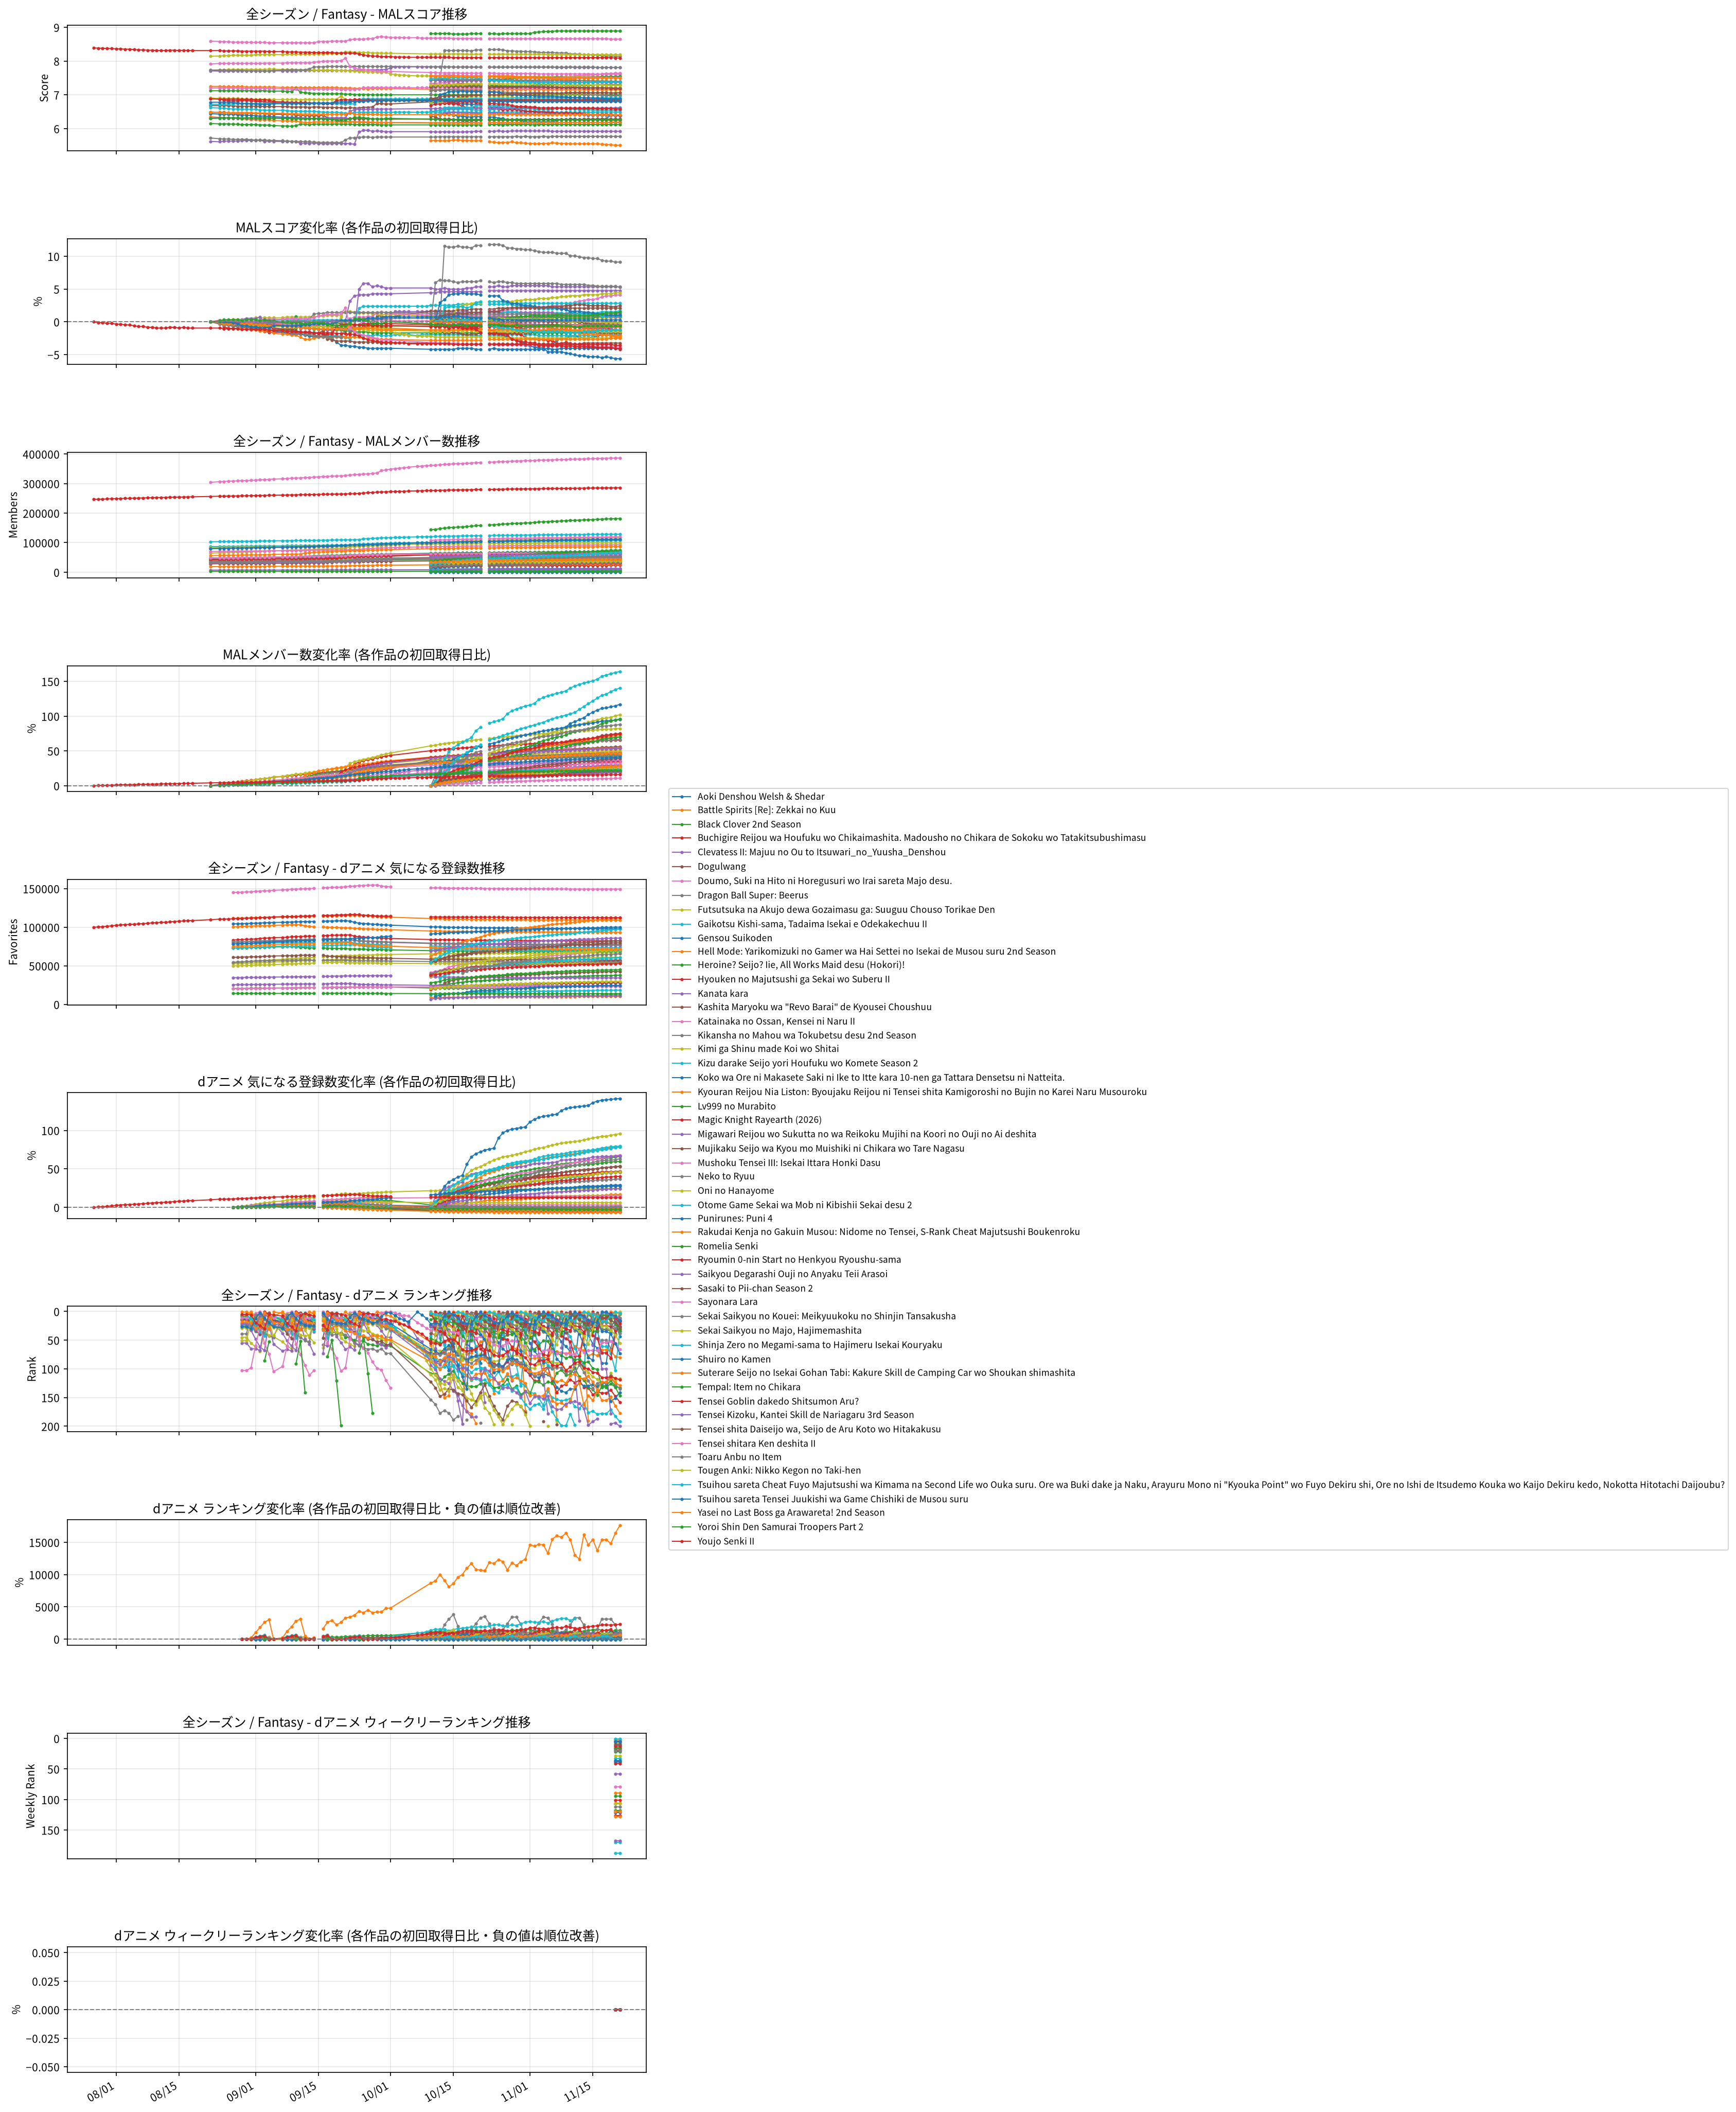 全シーズン / Fantasy - MALスコア推移
9
8
7
6
Score
MALスコア変化率 (各作品の初回取得日比)
10
5
0
−5
%
全シーズン / Fantasy - MALメンバー数推移
400000
300000
200000
100000
0
Members
MALメンバー数変化率 (各作品の初回取得日比)
150
100
50
0
%
全シーズン / Fantasy - dアニメ 気になる登録数推移
150000
100000
50000
0
Favorites
dアニメ 気になる登録数変化率 (各作品の初回取得日比)
100
50
0
%
全シーズン / Fantasy - dアニメ ランキング推移
0
50
100
150
200
Rank
dアニメ ランキング変化率 (各作品の初回取得日比・負の値は順位改善)
15000
10000
5000
0
%
全シーズン / Fantasy - dアニメ ウィークリーランキング推移
0
50
100
150
Weekly Rank
dアニメ ウィークリーランキング変化率 (各作品の初回取得日比・負の値は順位改善)
0.050
0.025
0.000
−0.025
−0.050
%
08/01
08/15
09/01
09/15
10/01
10/15
11/01
11/15
Aoki Denshou Welsh & Shedar
Battle Spirits [Re]: Zekkai no Kuu
Black Clover 2nd Season
Buchigire Reijou wa Houfuku wo Chikaimashita. Madousho no Chikara de Sokoku wo Tatakitsubushimasu
Clevatess II: Majuu no Ou to Itsuwari_no_Yuusha_Denshou
Dogulwang
Doumo, Suki na Hito ni Horegusuri wo Irai sareta Majo desu.
Dragon Ball Super: Beerus
Futsutsuka na Akujo dewa Gozaimasu ga: Suuguu Chouso Torikae Den
Gaikotsu Kishi-sama, Tadaima Isekai e Odekakechuu II
Gensou Suikoden
Hell Mode: Yarikomizuki no Gamer wa Hai Settei no Isekai de Musou suru 2nd Season
Heroine? Seijo? Iie, All Works Maid desu (Hokori)!
Hyouken no Majutsushi ga Sekai wo Suberu II
Kanata kara
Kashita Maryoku wa "Revo Barai" de Kyousei Choushuu
Katainaka no Ossan, Kensei ni Naru II
Kikansha no Mahou wa Tokubetsu desu 2nd Season
Kimi ga Shinu made Koi wo Shitai
Kizu darake Seijo yori Houfuku wo Komete Season 2
Koko wa Ore ni Makasete Saki ni Ike to Itte kara 10-nen ga Tattara Densetsu ni Natteita.
Kyouran Reijou Nia Liston: Byoujaku Reijou ni Tensei shita Kamigoroshi no Bujin no Karei Naru Musouroku
Lv999 no Murabito
Magic Knight Rayearth (2026)
Migawari Reijou wo Sukutta no wa Reikoku Mujihi na Koori no Ouji no Ai deshita
Mujikaku Seijo wa Kyou mo Muishiki ni Chikara wo Tare Nagasu
Mushoku Tensei III: Isekai Ittara Honki Dasu
Neko to Ryuu
Oni no Hanayome
Otome Game Sekai wa Mob ni Kibishii Sekai desu 2
Punirunes: Puni 4
Rakudai Kenja no Gakuin Musou: Nidome no Tensei, S-Rank Cheat Majutsushi Boukenroku
Romelia Senki
Ryoumin 0-nin Start no Henkyou Ryoushu-sama
Saikyou Degarashi Ouji no Anyaku Teii Arasoi
Sasaki to Pii-chan Season 2
Sayonara Lara
Sekai Saikyou no Kouei: Meikyuukoku no Shinjin Tansakusha
Sekai Saikyou no Majo, Hajimemashita
Shinja Zero no Megami-sama to Hajimeru Isekai Kouryaku
Shuiro no Kamen
Suterare Seijo no Isekai Gohan Tabi: Kakure Skill de Camping Car wo Shoukan shimashita
Tempal: Item no Chikara
Tensei Goblin dakedo Shitsumon Aru?
Tensei Kizoku, Kantei Skill de Nariagaru 3rd Season
Tensei shita Daiseijo wa, Seijo de Aru Koto wo Hitakakusu
Tensei shitara Ken deshita II
Toaru Anbu no Item
Tougen Anki: Nikko Kegon no Taki-hen
Tsuihou sareta Cheat Fuyo Majutsushi wa Kimama na Second Life wo Ouka suru. Ore wa Buki dake ja Naku, Arayuru Mono ni "Kyouka Point" wo Fuyo Dekiru shi, Ore no Ishi de Itsudemo Kouka wo Kaijo Dekiru kedo, Nokotta Hitotachi Daijoubu?
Tsuihou sareta Tensei Juukishi wa Game Chishiki de Musou suru
Yasei no Last Boss ga Arawareta! 2nd Season
Yoroi Shin Den Samurai Troopers Part 2
Youjo Senki II